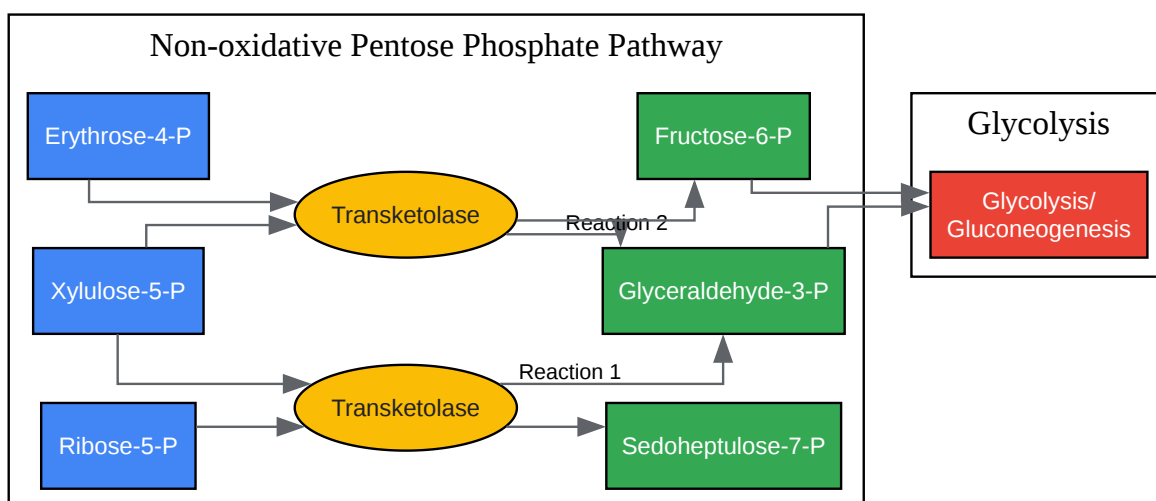 Non-oxidative Pentose Phosphate Pathway
Glycolysis
Erythrose-4-P
Fructose-6-P
Transketolase
Reaction 2
Glycolysis/
Gluconeogenesis
Xylulose-5-P
Glyceraldehyde-3-P
Reaction 1
Transketolase
Ribose-5-P
Sedoheptulose-7-P